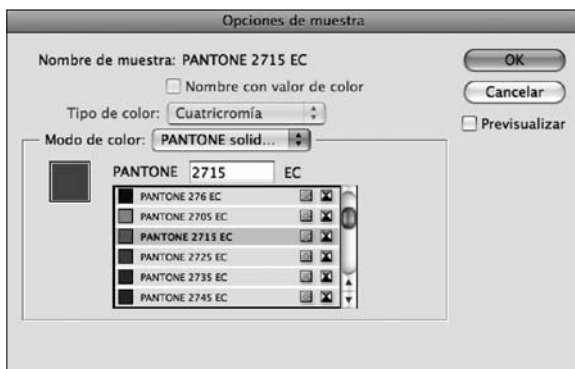 Opciones de muestra
Nombre de muestra: PANTONE 2715 EC
OK
Nombre con valor de color
Cancelar
Tipo de color: Cuatricromía
Previsualizar
Modo de color: PANTONE solid...
PANTONE 2715 EC
PANTONE 276 EC
PANTONE 2705 EC
PANTONE 2715 EC
PANTONE 2725 EC
PANTONE 2735 EC
PANTONE 2745 EC